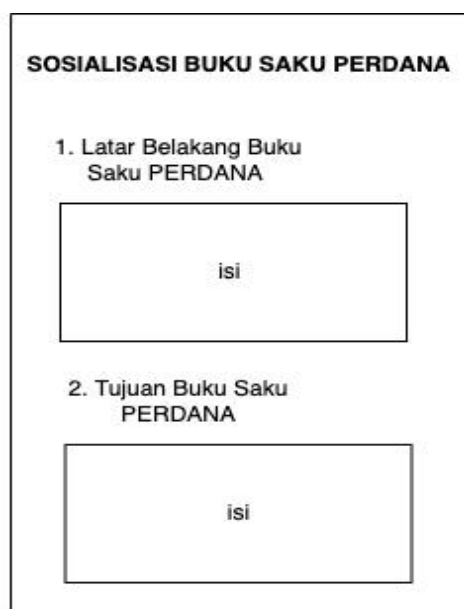 SOSIALISASI BUKU SAKU PERDANA
1. Latar Belakang Buku
Saku PERDANA
isi
2. Tujuan Buku Saku
PERDANA
isi